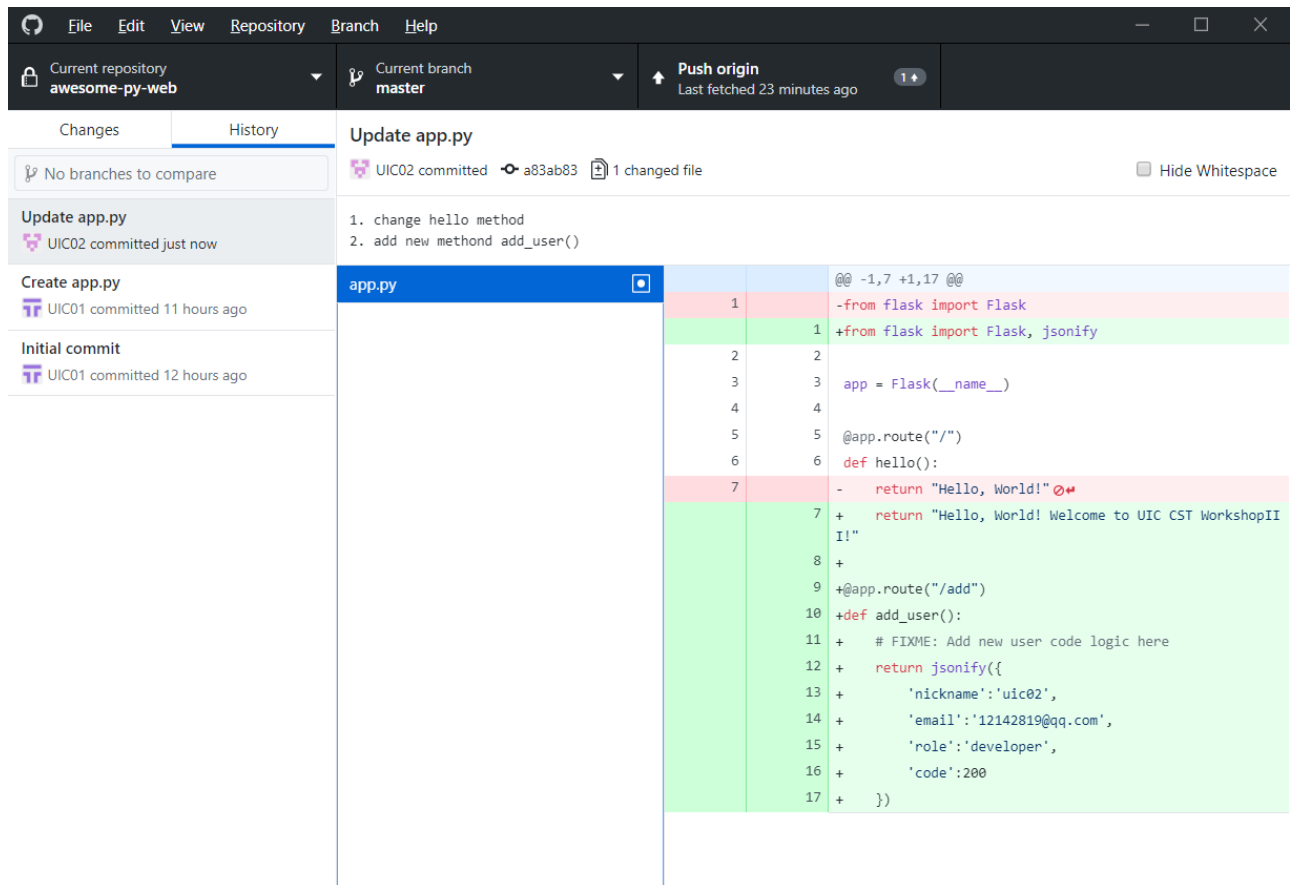 File Edit View Repository Branch Help
Current repository
awesome-py-web
Current branch
master
Push origin
Last fetched 23 minutes ago
1
Changes History
No branches to compare
Update app.py
UIC02 committed just now
Create app.py
UIC01 committed 11 hours ago
Initial commit
UIC01 committed 12 hours ago
Update app.py
UIC02 committed a83ab83 1 changed file
Hide Whitespace
1. change hello method
2. add new methond add_user()
app.py
@@ -1,7 +1,17 @@
1 -from flask import Flask
1 +from flask import Flask, jsonify
2 2
3 3 app = Flask(__name__)
4 4
5 5 @app.route("/")
6 6 def hello():
7 -    return "Hello, World!"
7 +    return "Hello, World! Welcome to UIC CST WorkshopII
I!"
8 +
9 +@app.route("/add")
10 +def add_user():
11 +    # FIXME: Add new user code logic here
12 +    return jsonify({
13 +        'nickname':'uic02',
14 +        'email':'12142819@qq.com',
15 +        'role':'developer',
16 +        'code':200
17 +    })